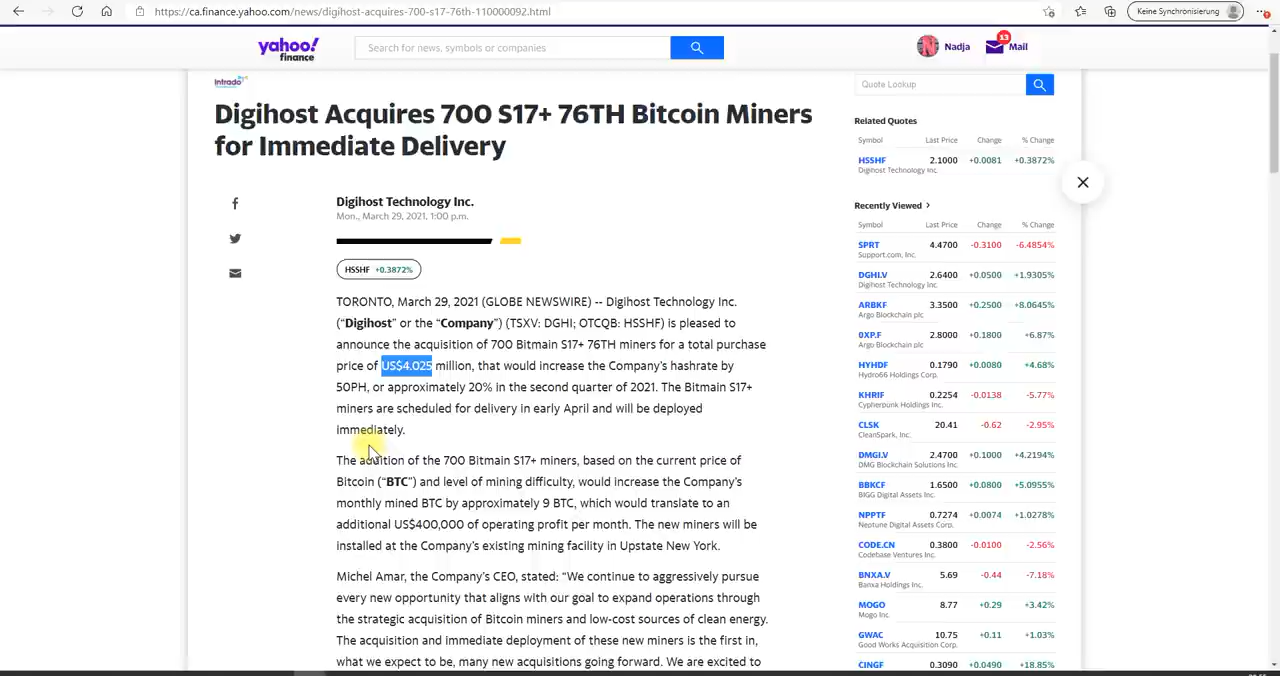 https://ca.finance.yahoo.com/news/digihost-acquires-700-s17-76th-110000092.html
Keine Synchronisierung
yahoo!
finance
Search for news, symbols or companies
Nadja
13
Mail
intrado
Digihost Acquires 700 S17+ 76TH Bitcoin Miners
for Immediate Delivery
Digihost Technology Inc.
Mon., March 29, 2021, 1:00 p.m.
HSSHF +0.3872%
TORONTO, March 29, 2021 (GLOBE NEWSWIRE) -- Digihost Technology Inc.
(“Digihost” or the “Company”) (TSXV: DGHI; OTCQB: HSSHF) is pleased to
announce the acquisition of 700 Bitmain S17+ 76TH miners for a total purchase
price of US$4.025 million, that would increase the Company’s hashrate by
50PH, or approximately 20% in the second quarter of 2021. The Bitmain S17+
miners are scheduled for delivery in early April and will be deployed
immediately.
The addition of the 700 Bitmain S17+ miners, based on the current price of
Bitcoin (“BTC”) and level of mining difficulty, would increase the Company’s
monthly mined BTC by approximately 9 BTC, which would translate to an
additional US$400,000 of operating profit per month. The new miners will be
installed at the Company’s existing mining facility in Upstate New York.
Michel Amar, the Company’s CEO, stated: “We continue to aggressively pursue
every new opportunity that aligns with our goal to expand operations through
the strategic acquisition of Bitcoin miners and low-cost sources of clean energy.
The acquisition and immediate deployment of these new miners is the first in,
what we expect to be, many new acquisitions going forward. We are excited to
Quote Lookup
Related Quotes
Symbol Last Price Change % Change
HSSHF 2.1000 +0.0081 +0.3872%
Digihost Technology Inc.
Recently Viewed
Symbol Last Price Change % Change
SPRT 4.4700 -0.3100 -6.4854%
Support.com, Inc.
DGHI.V 2.6400 +0.0500 +1.9305%
Digihost Technology Inc.
ARBKF 3.3500 +0.2500 +8.0645%
Argo Blockchain plc
0XP.F 2.8000 +0.1800 +6.87%
Argo Blockchain plc
HYHDF 0.1790 +0.0080 +4.68%
Hydro66 Holdings Corp.
KHRIF 0.2254 -0.0138 -5.77%
Cypherpunk Holdings Inc.
CLSK 20.41 -0.62 -2.95%
CleanSpark, Inc.
DMGI.V 2.4700 +0.1000 +4.2194%
DMG Blockchain Solutions Inc.
BBKCF 1.6500 +0.0800 +5.0955%
BIGG Digital Assets Inc.
NPPTF 0.7274 +0.0074 +1.0278%
Neptune Digital Assets Corp.
CODE.CN 0.3800 -0.0100 -2.56%
Codebase Ventures Inc.
BNXA.V 5.69 -0.44 -7.18%
Banxa Holdings Inc.
MOGO 8.77 +0.29 +3.42%
Mogo Inc.
GWAC 10.75 +0.11 +1.03%
Good Works Acquisition Corp.
CINGF 0.3090 +0.0490 +18.85%